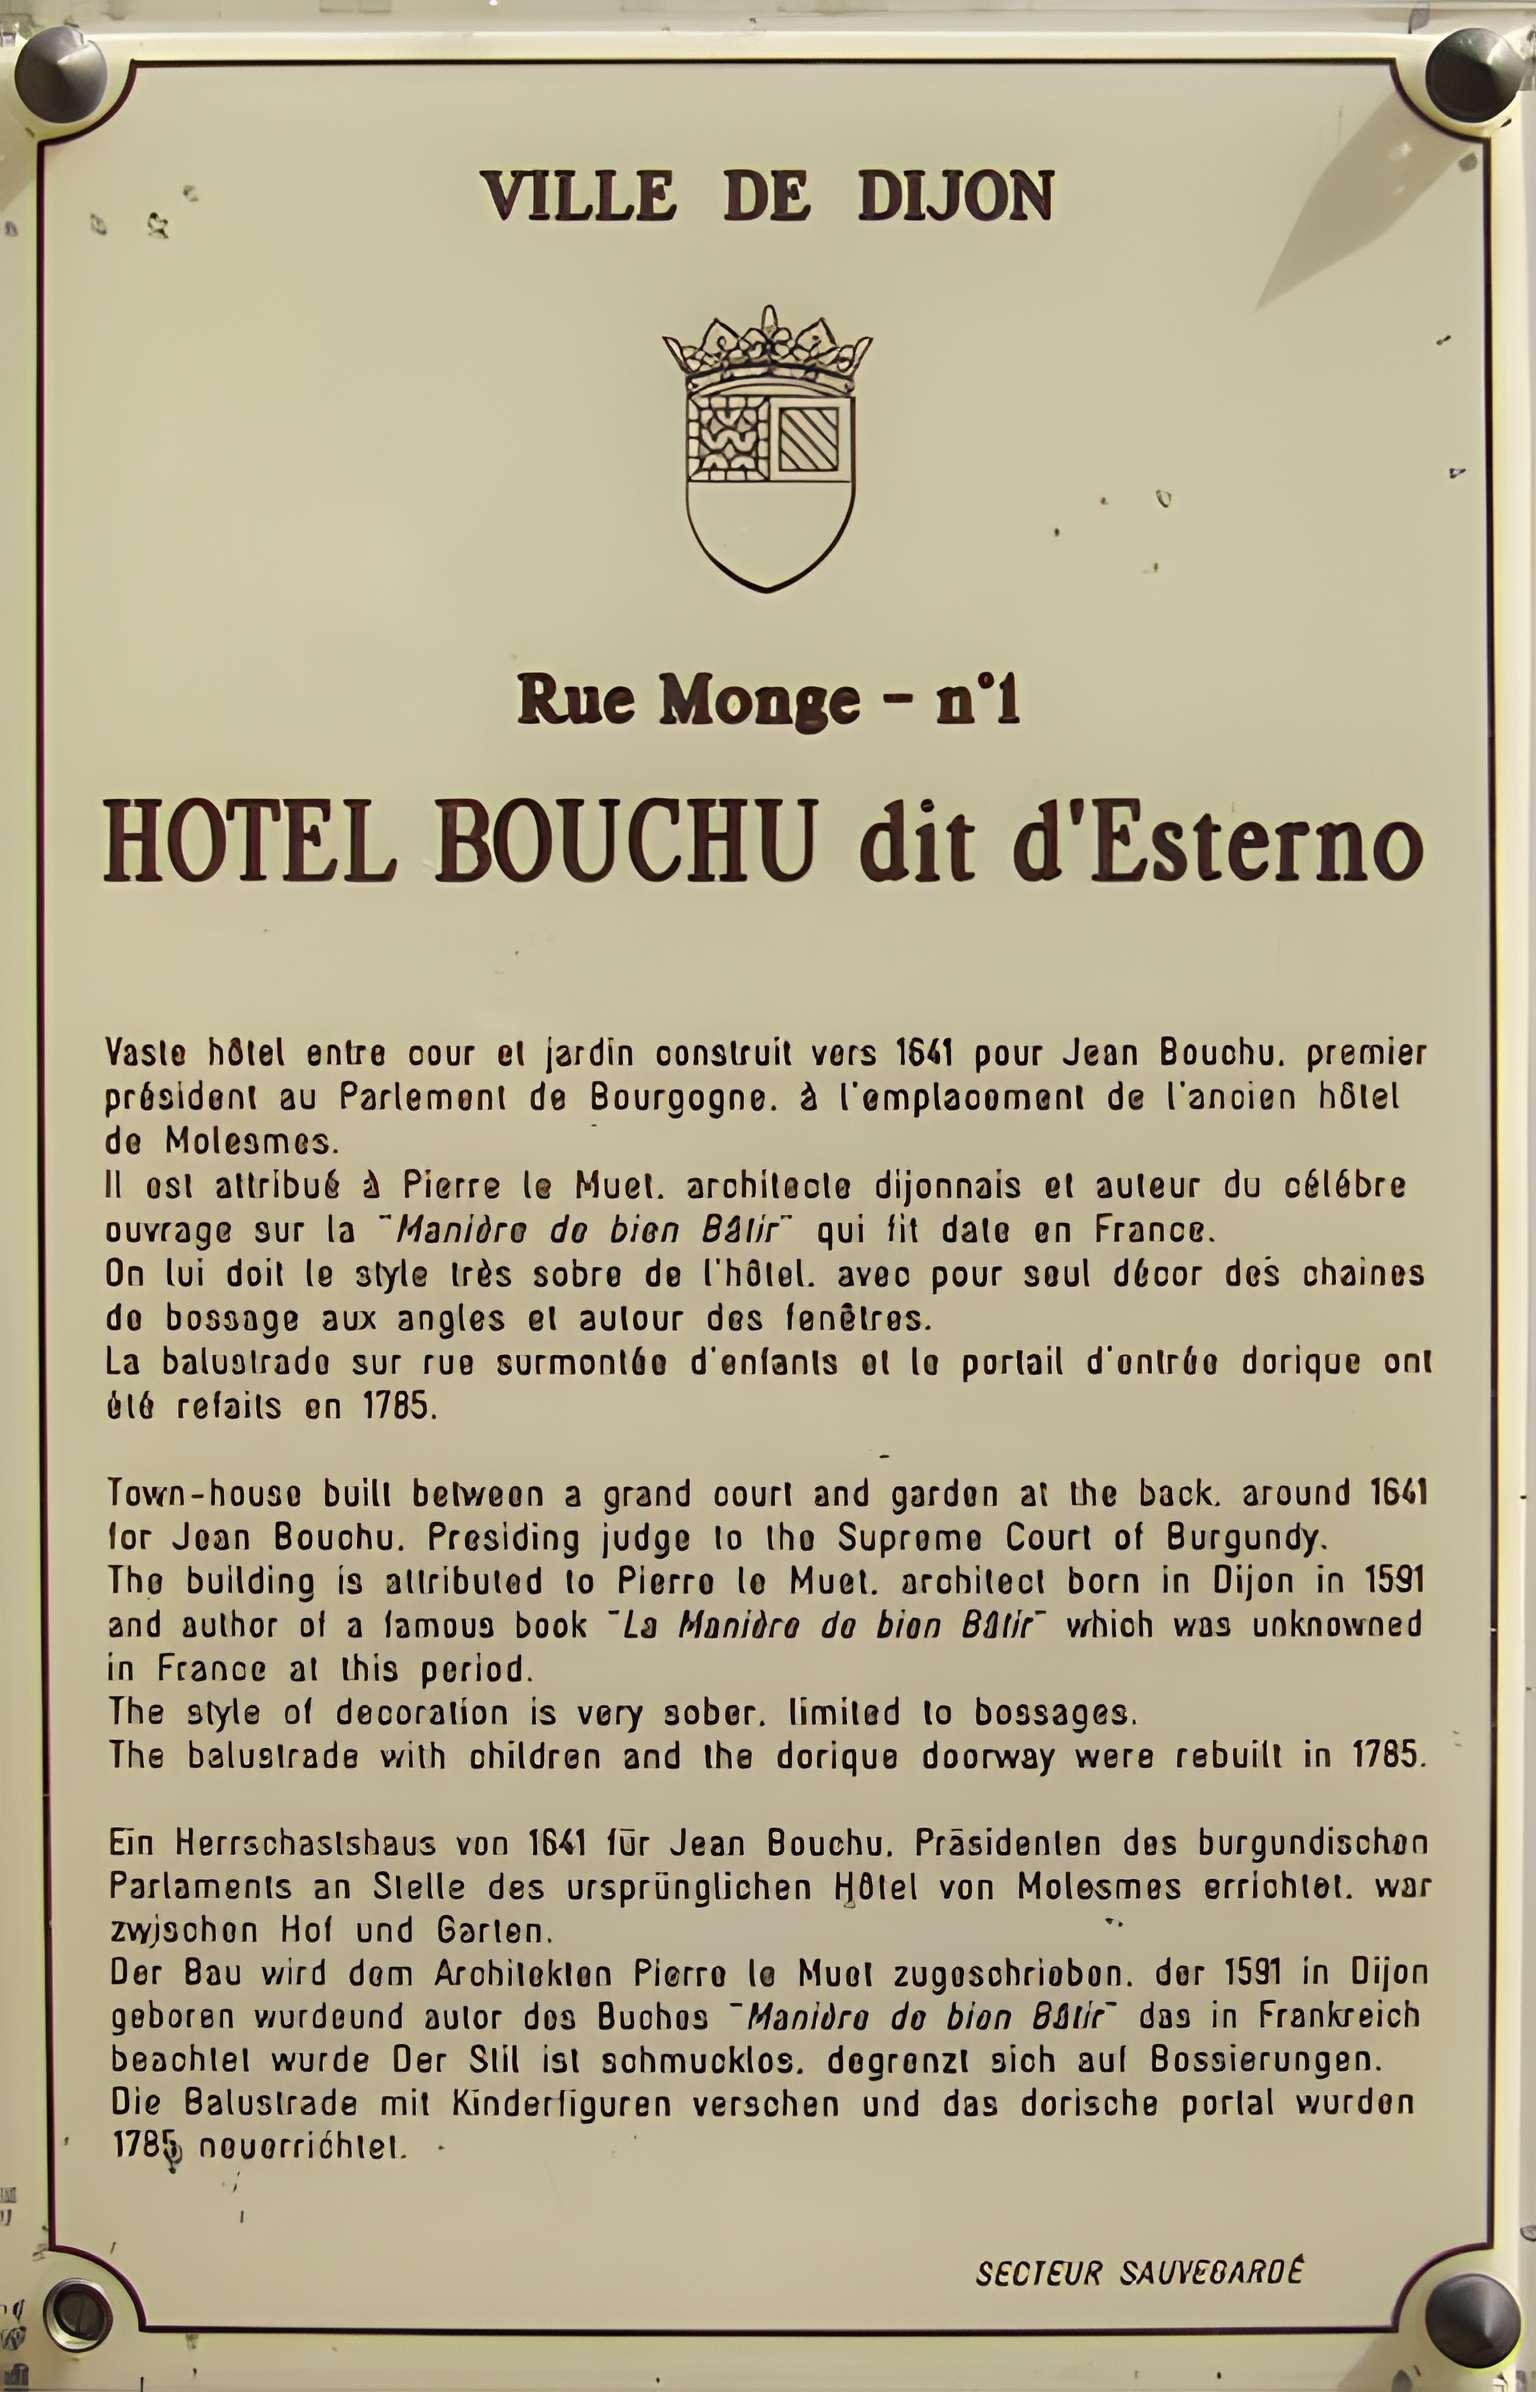 VILLE DE DIJON
Rue Monge - n°1
HOTEL BOUCHU dit d'Esterno
Vaste hôtel entre cour et jardin construit vers 1641 pour Jean Bouchu, premier
président au Parlement de Bourgogne, à l'emplacement de l'ancien hôtel
de Molesmes.
Il est attribué à Pierre le Muet, architecte dijonnais et auteur du célébre
ouvrage sur la "Manière de bien Bâtir" qui fit date en France.
On lui doit le style très sobre de l'hôtel, avec pour seul décor des chaines
de bossage aux angles et autour des fenêtres.
La balustrade sur rue surmontée d'enfants et le portail d'entrée dorique ont
été refaits en 1785.
Town-house built between a grand court and garden at the back, around 1641
for Jean Bouchu, Presiding judge to the Supreme Court of Burgundy.
The building is attributed to Pierre le Muet, architect born in Dijon in 1591
and author of a famous book "La Manière de bien Bâtir" which was unknowned
in France at this period.
The style of decoration is very sober, limited to bossages.
The balustrade with children and the dorique doorway were rebuilt in 1785.
Ein Herrschastshaus von 1641 für Jean Bouchu, Präsidenten des burgundischen
Parlaments an Stelle des ursprünglichen Hôtel von Molesmes errichtet, war
zwischen Hof und Garten.
Der Bau wird dem Architekten Pierre le Muet zugeschrieben, der 1591 in Dijon
geboren wurdeund autor des Buches "Manière de bien Bâtir" das in Frankreich
beachtet wurde Der Stil ist schmucklos, degrenzt sich auf Bossierungen.
Die Balustrade mit Kinderfiguren verschen und das dorische portal wurden
1785 neuerrichtet.
SECTEUR SAUVEGARDÉ